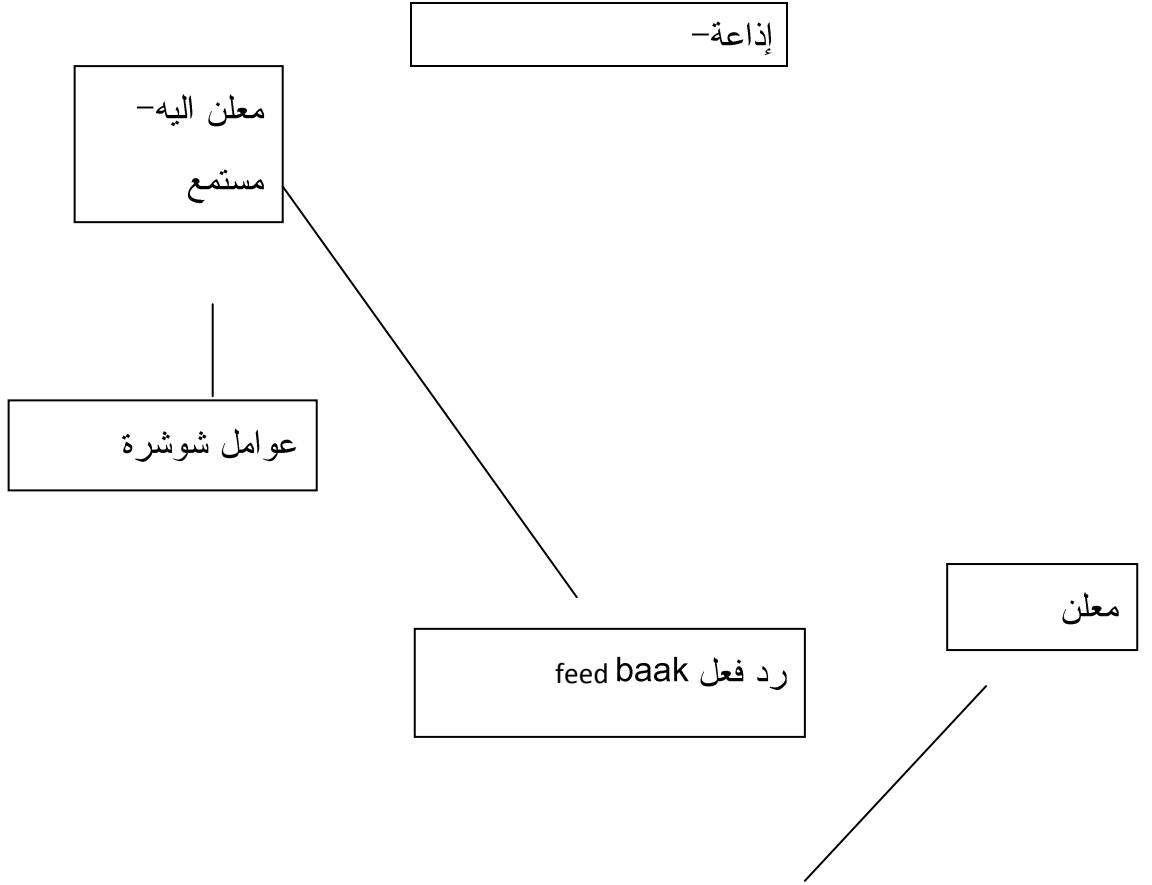 إذاعة-
معلن اليه-
مستمع
عوامل شوشرة
معلن
رد فعل feed baak